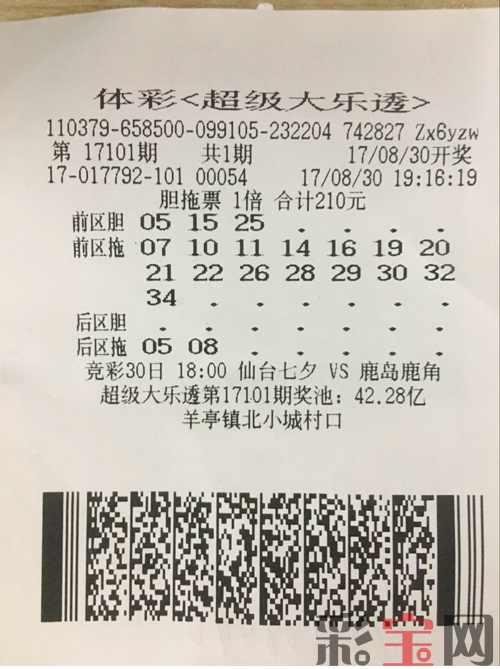 体彩<超级大乐透>
110379-658500-099105-232204 742827 Zx6yzw
第 17101期 共1期 17/08/30开奖
17-017792-101 00054 17/08/30 19:16:19
胆拖票 1倍 合计210元
前区胆 05 15 25 . . . .
前区拖 07 10 11 14 16 19 20
21 22 26 28 29 30 32
34 . . . . . .
后区胆 . . . . . . .
后区拖 05 08 . . . . .
竞彩30日 18:00 仙台七夕 VS 鹿岛鹿角
超级大乐透第17101期奖池：42.28亿
羊亭镇北小城村口
彩宝网